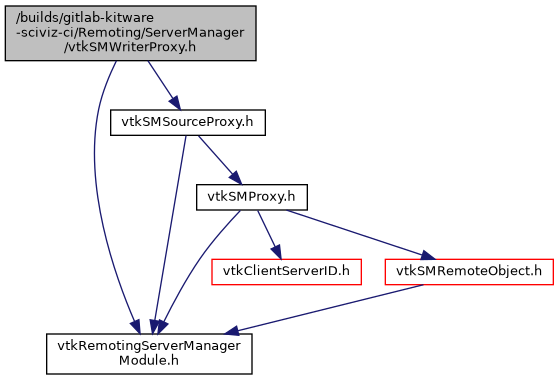 /builds/gitlab-kitware
-sciviz-ci/Remoting/ServerManager
/vtkSMWriterProxy.h
vtkSMSourceProxy.h
vtkSMProxy.h
vtkClientServerID.h
vtkSMRemoteObject.h
vtkRemotingServerManager
Module.h